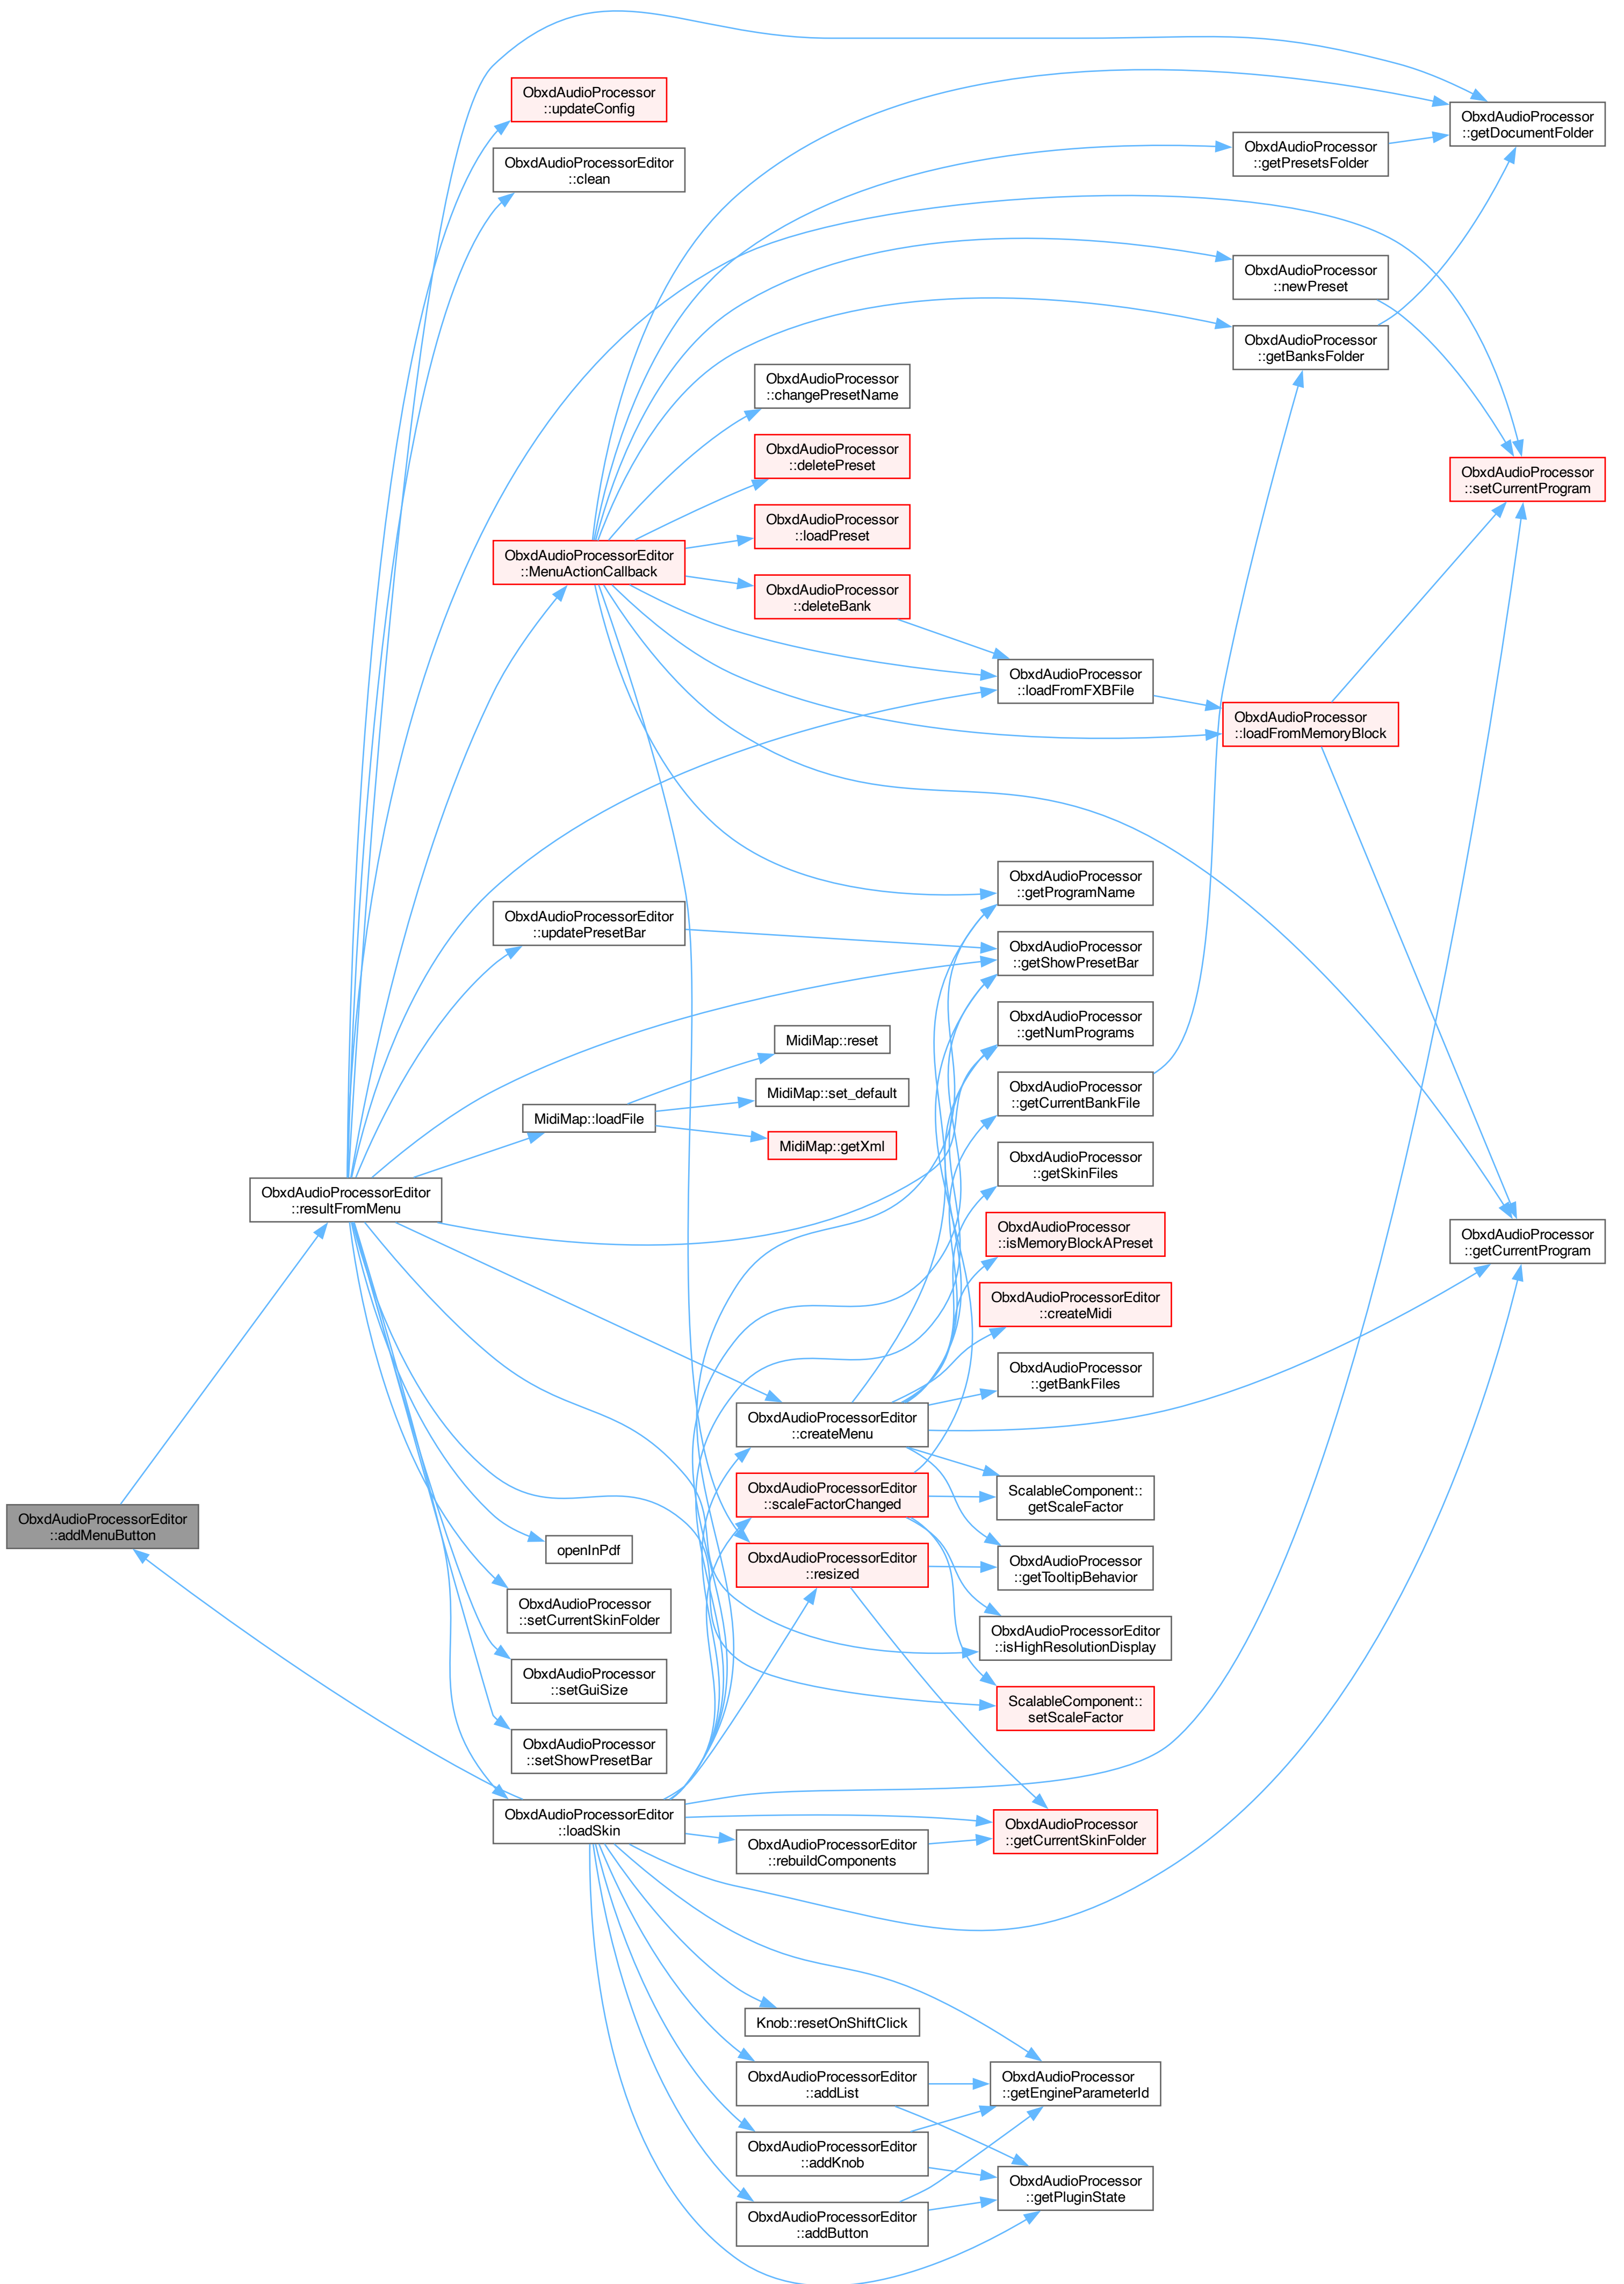 ObxdAudioProcessor
::updateConfig
ObxdAudioProcessorEditor
::clean
ObxdAudioProcessor
::getDocumentFolder
ObxdAudioProcessor
::getPresetsFolder
ObxdAudioProcessor
::newPreset
ObxdAudioProcessor
::getBanksFolder
ObxdAudioProcessor
::changePresetName
ObxdAudioProcessor
::deletePreset
ObxdAudioProcessor
::setCurrentProgram
ObxdAudioProcessor
::loadPreset
ObxdAudioProcessorEditor
::MenuActionCallback
ObxdAudioProcessor
::deleteBank
ObxdAudioProcessor
::loadFromFXBFile
ObxdAudioProcessor
::loadFromMemoryBlock
ObxdAudioProcessor
::getProgramName
ObxdAudioProcessorEditor
::updatePresetBar
ObxdAudioProcessor
::getShowPresetBar
ObxdAudioProcessor
::getNumPrograms
MidiMap::reset
MidiMap::set_default
ObxdAudioProcessor
::getCurrentBankFile
MidiMap::loadFile
MidiMap::getXml
ObxdAudioProcessor
::getSkinFiles
ObxdAudioProcessorEditor
::resultFromMenu
ObxdAudioProcessor
::isMemoryBlockAPreset
ObxdAudioProcessor
::getCurrentProgram
ObxdAudioProcessorEditor
::createMidi
ObxdAudioProcessor
::getBankFiles
ObxdAudioProcessorEditor
::createMenu
ObxdAudioProcessorEditor
::scaleFactorChanged
ScalableComponent::
getScaleFactor
ObxdAudioProcessorEditor
::addMenuButton
openInPdf
ObxdAudioProcessorEditor
::resized
ObxdAudioProcessor
::getTooltipBehavior
ObxdAudioProcessor
::setCurrentSkinFolder
ObxdAudioProcessorEditor
::isHighResolutionDisplay
ObxdAudioProcessor
::setGuiSize
ScalableComponent::
setScaleFactor
ObxdAudioProcessor
::setShowPresetBar
ObxdAudioProcessorEditor
::loadSkin
ObxdAudioProcessor
::getCurrentSkinFolder
ObxdAudioProcessorEditor
::rebuildComponents
Knob::resetOnShiftClick
ObxdAudioProcessorEditor
::addList
ObxdAudioProcessor
::getEngineParameterId
ObxdAudioProcessorEditor
::addKnob
ObxdAudioProcessor
::getPluginState
ObxdAudioProcessorEditor
::addButton